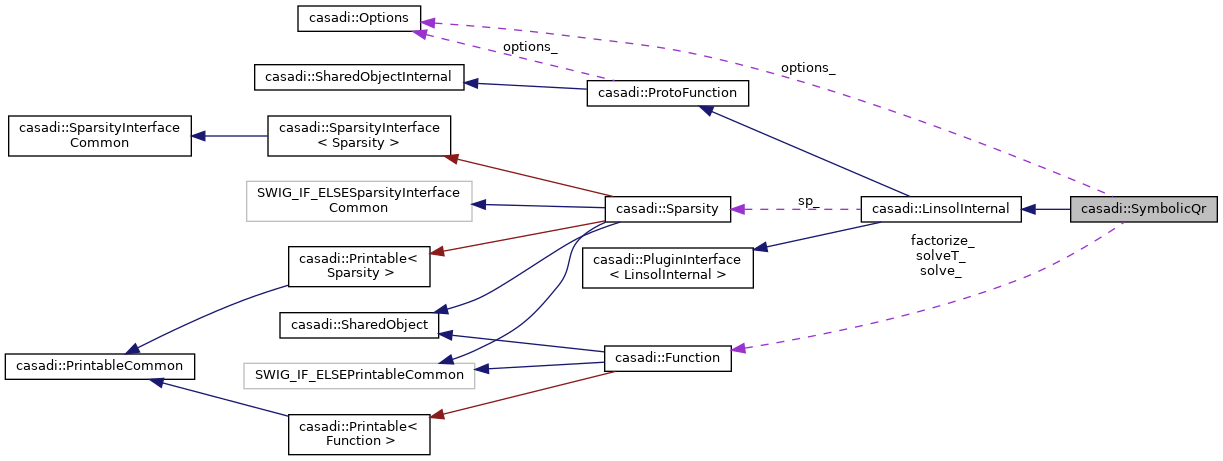 casadi::Options
options_
options_
casadi::SharedObjectInternal
casadi::ProtoFunction
casadi::SparsityInterface
Common
casadi::SparsityInterface
< Sparsity >
SWIG_IF_ELSESparsityInterface
Common
casadi::Sparsity
sp_
casadi::LinsolInternal
casadi::SymbolicQr
casadi::Printable<
Sparsity >
casadi::PluginInterface
< LinsolInternal >
factorize_
solveT_
solve_
casadi::SharedObject
casadi::PrintableCommon
SWIG_IF_ELSEPrintableCommon
casadi::Function
casadi::Printable<
Function >